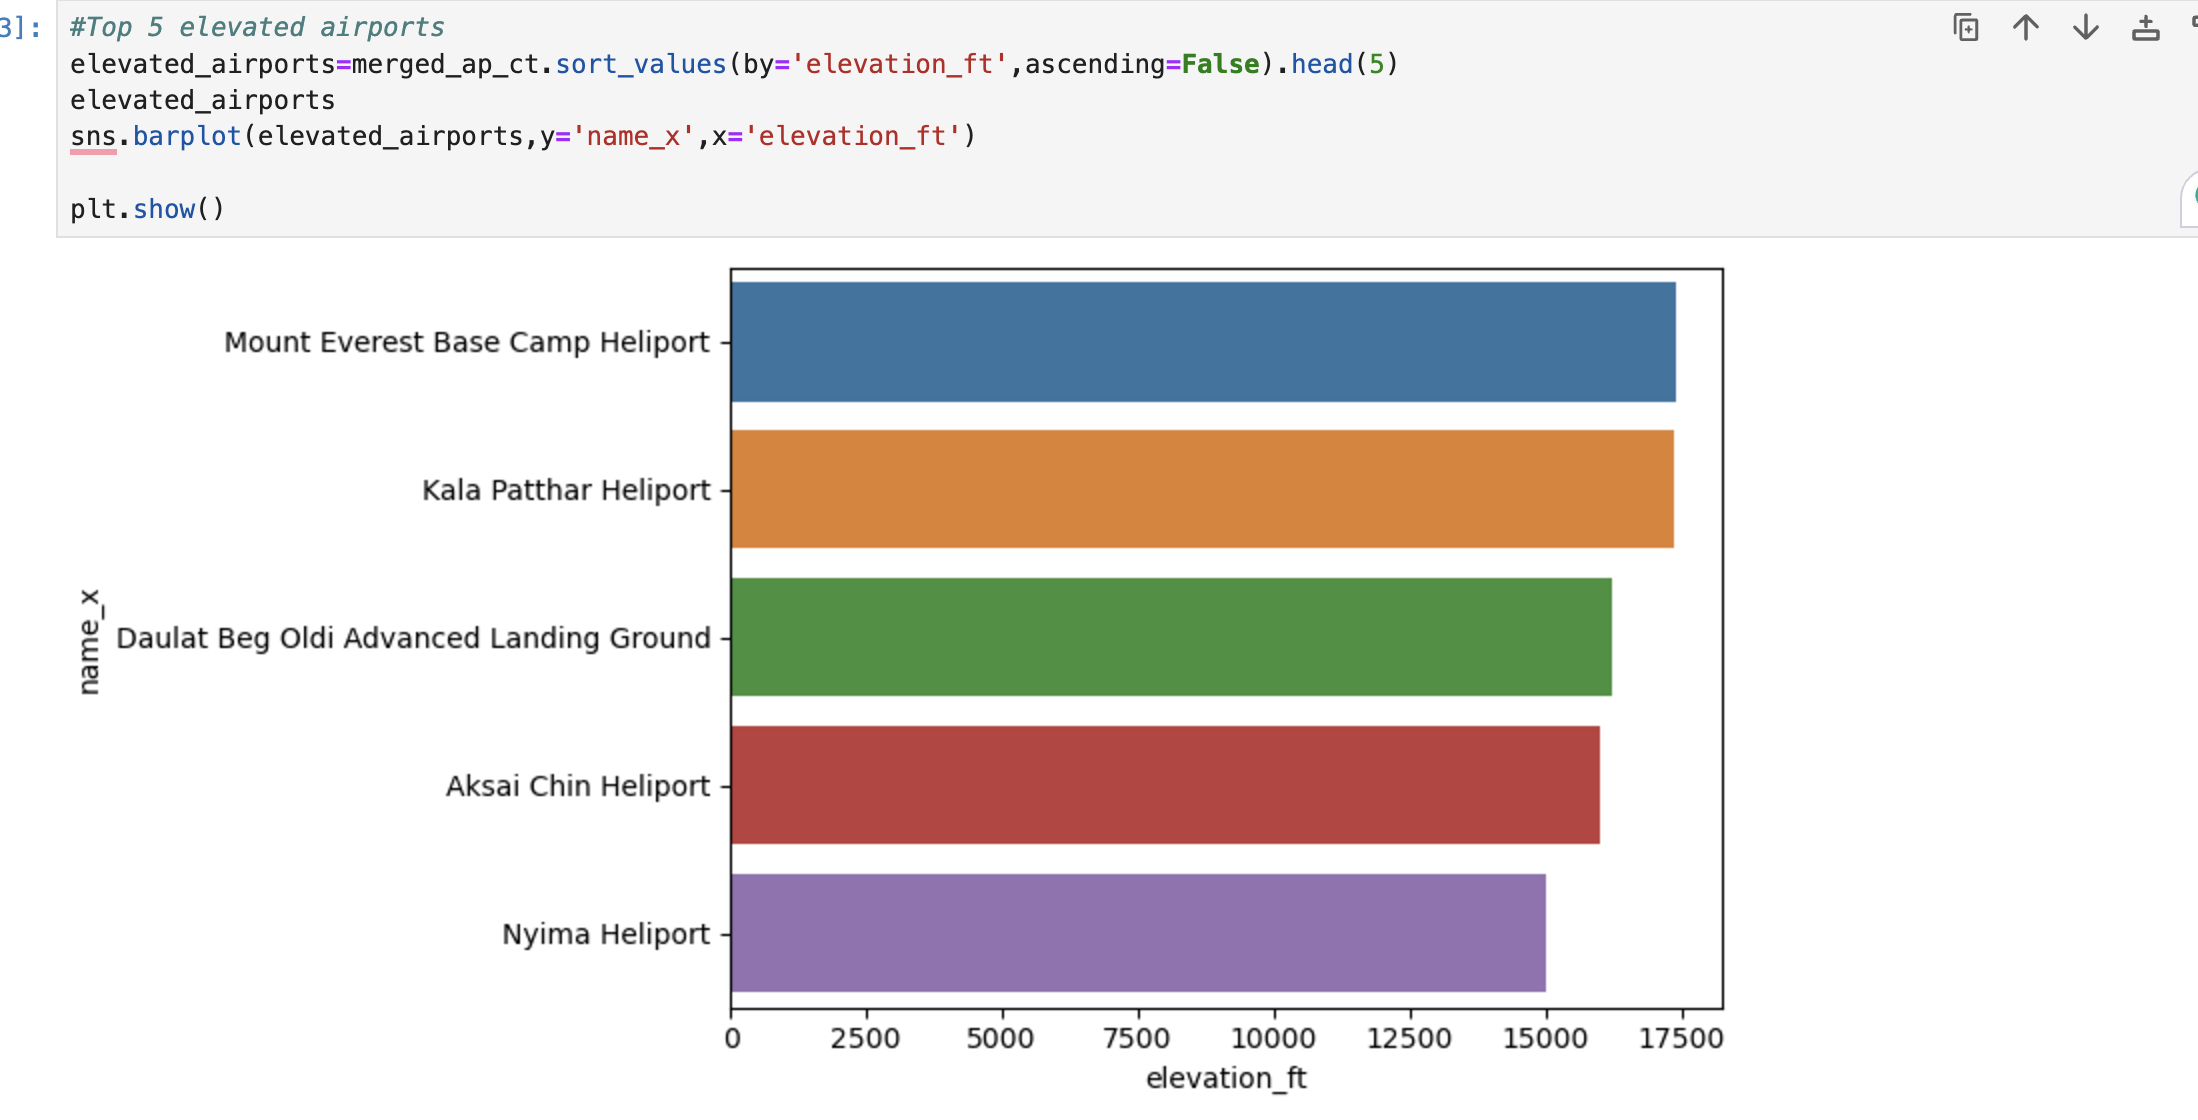 3]:
#Top 5 elevated airports
elevated_airports=merged_ap_ct.sort_values(by='elevation_ft',ascending=False).head(5)
elevated_airports
sns.barplot(elevated_airports,y='name_x',x='elevation_ft')
plt.show()
Mount Everest Base Camp Heliport
Kala Patthar Heliport
Daulat Beg Oldi Advanced Landing Ground
Aksai Chin Heliport
Nyima Heliport
name_x
0 2500 5000 7500 10000 12500 15000 17500
elevation_ft